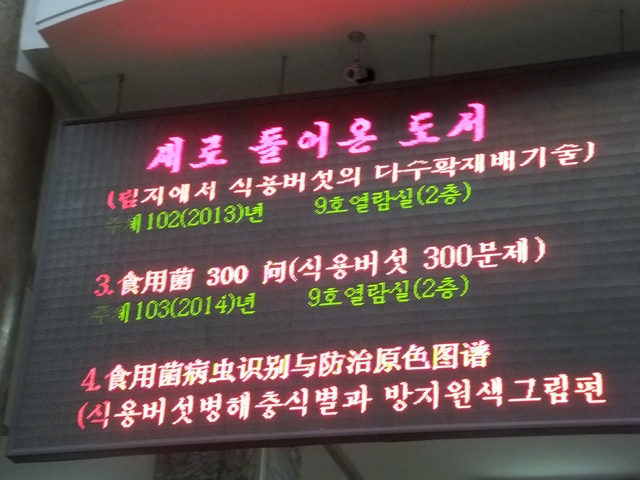 새로 들어온 도서
(림지에서 식용버섯의 다수확재배기술)
주체102(2013)년 9호열람실(2층)
3. 食用菌 300 问(식용버섯 300문제)
주체103(2014)년 9호열람실(2층)
4. 食用菌病虫识别与防治原色图谱
(식용버섯병해충식별과 방지원색그림편